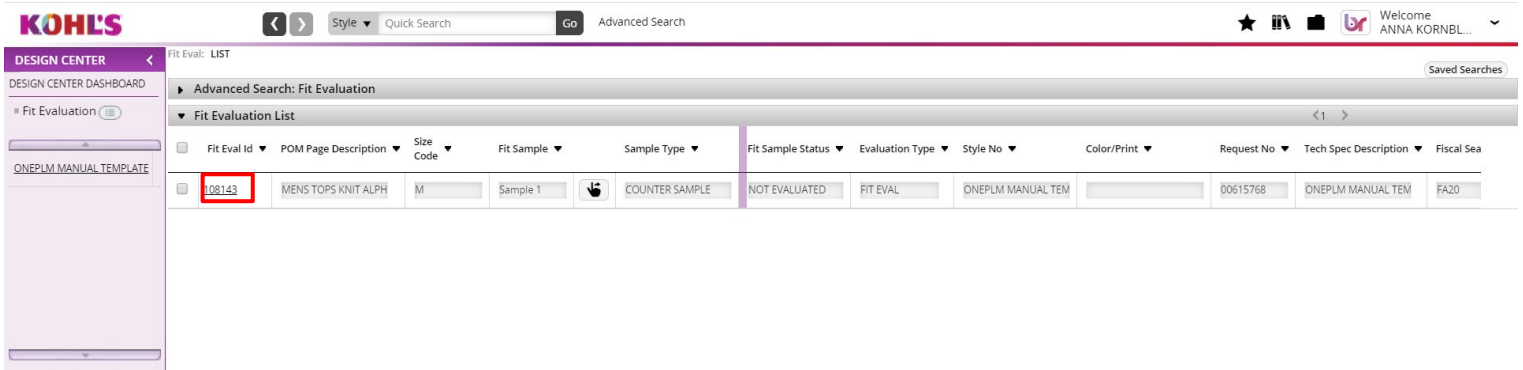 KOHL'S
Style Quick Search Go Advanced Search
Welcome
ANNA KORNBL...
DESIGN CENTER
DESIGN CENTER DASHBOARD
Fit Evaluation
ONEPLM MANUAL TEMPLATE
Fit Eval: LIST
Saved Searches
Advanced Search: Fit Evaluation
Fit Evaluation List 1
Fit Eval Id POM Page Description Size Code Fit Sample Sample Type Fit Sample Status Evaluation Type Style No Color/Print Request No Tech Spec Description Fiscal Sea
108143 MENS TOPS KNIT ALPH M Sample 1 COUNTER SAMPLE NOT EVALUATED FIT EVAL ONEPLM MANUAL TEM 00615768 ONEPLM MANUAL TEM FA20